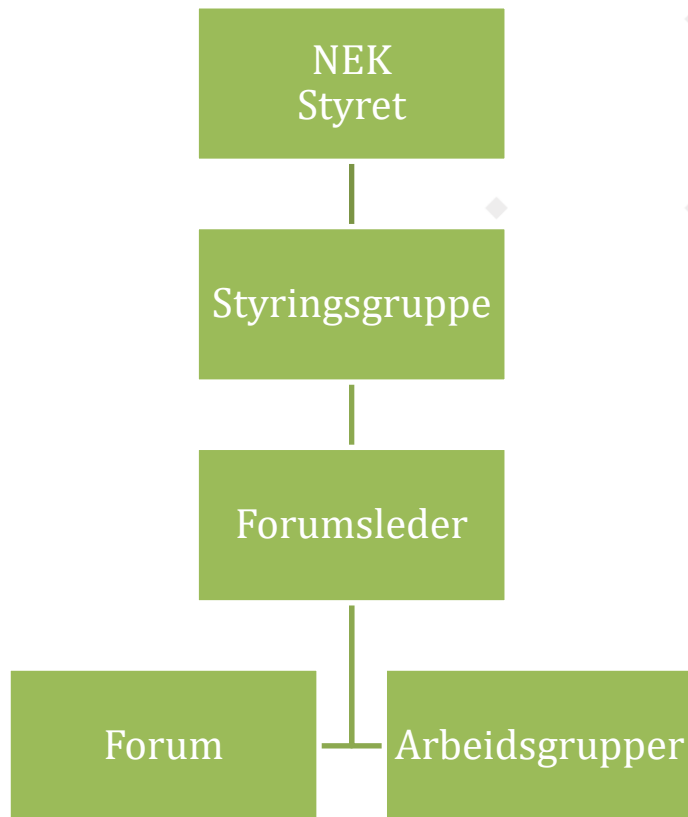 NEK
Styret
Styringsgruppe
Forumsleder
Forum
Arbeidsgrupper